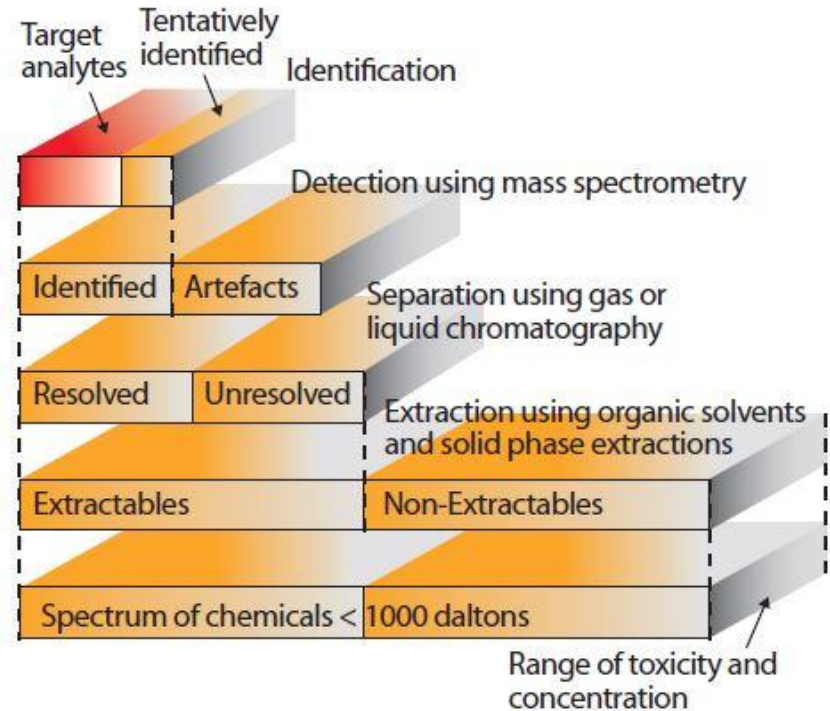 Target
analytes
Tentatively
identified
Identification
Detection using mass spectrometry
Identified
Artefacts
Separation using gas or
liquid chromatography
Resolved
Unresolved
Extraction using organic solvents
and solid phase extractions
Extractables
Non-Extractables
Spectrum of chemicals < 1000 daltons
Range of toxicity and
concentration